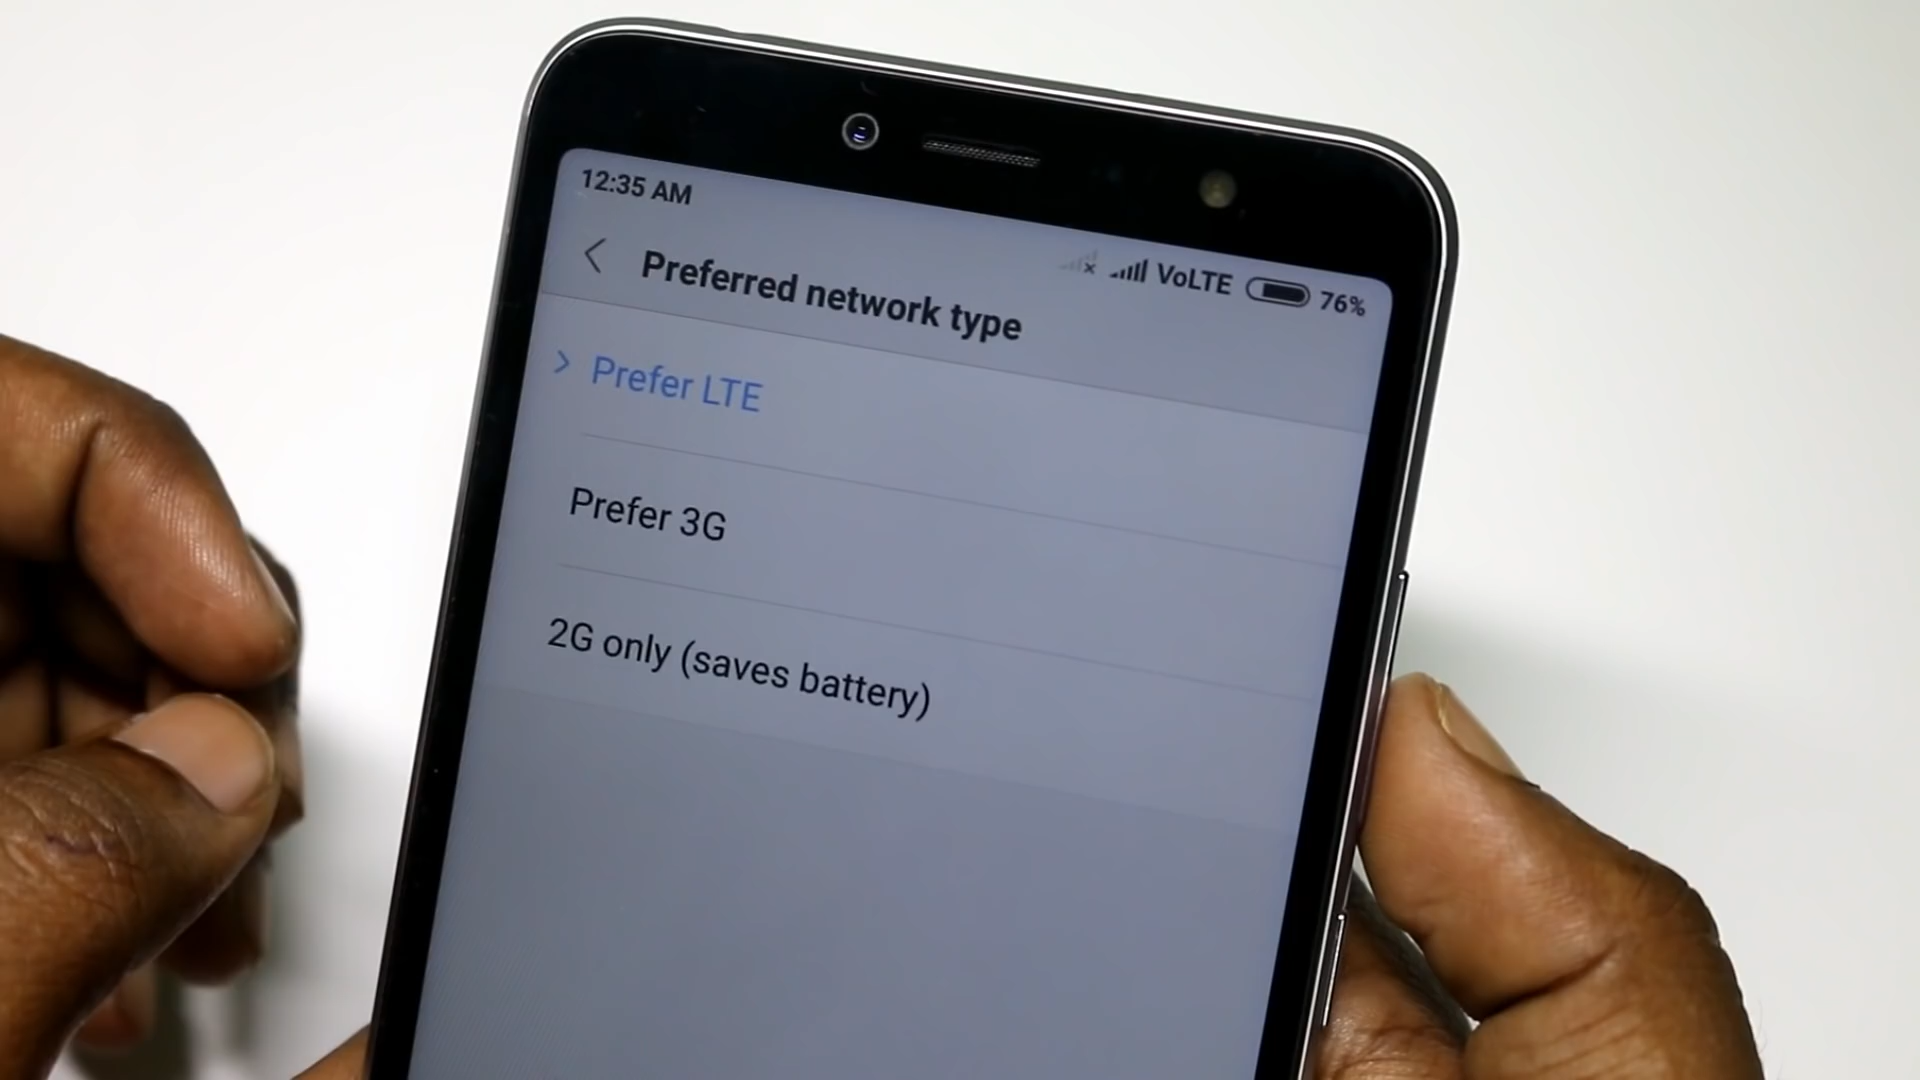 12:35 AM
VoLTE 76%
Preferred network type
Prefer LTE
Prefer 3G
2G only (saves battery)